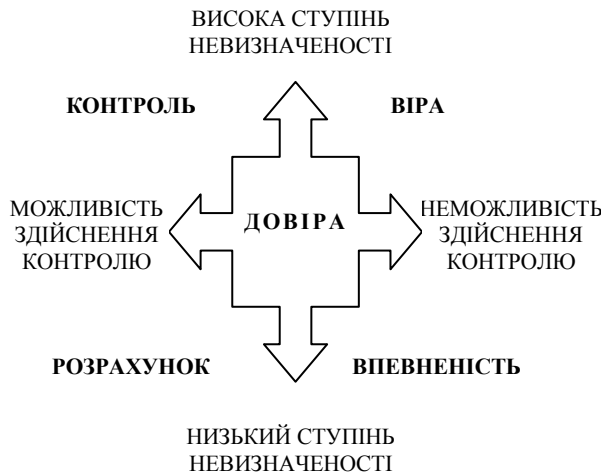 ВИСОКА СТУПІНЬ
НЕВИЗНАЧЕНОСТІ
КОНТРОЛЬ
ВІРА
МОЖЛИВІСТЬ
ЗДІЙСНЕННЯ
КОНТРОЛЮ
ДОВІРА
НЕМОЖЛИВІСТЬ
ЗДІЙСНЕННЯ
КОНТРОЛЮ
РОЗРАХУНОК
ВПЕВНЕНІСТЬ
НИЗЬКИЙ СТУПІНЬ
НЕВИЗНАЧЕНОСТІ